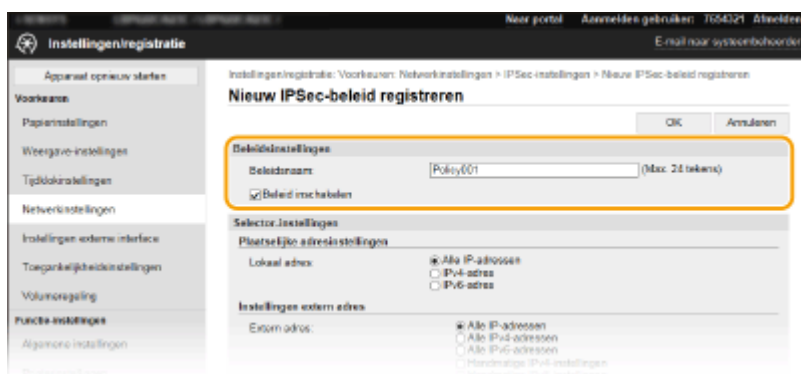 Naar portal Aanmelden gebruiker: 7654321 Afmelden
Instellingen/registratie
E-mail naar systeembeheerder
Apparaat opnieuw starten
Voorkeuren
Papierinstellingen
Weergave-instellingen
Tijdklokinstellingen
Netwerkinstellingen
Instellingen externe interface
Toegankelijkheidsinstellingen
Volumeregeling
Functie-instellingen
Algemene instellingen
Instellingen/registratie: Voorkeuren: Netwerkinstellingen > IPSec-instellingen > Nieuw IPSec-beleid registreren
Nieuw IPSec-beleid registreren
OK Annuleren
Beleidsinstellingen
Beleidsnaam: Policy001 (Max. 24 tekens)
Beleid inschakelen
Selector.instellingen
Plaatselijke adresinstellingen
Lokaal adres: Alle IP-adressen
IPv4-adres
IPv6-adres
Instellingen extern adres
Extern adres: Alle IP-adressen
Alle IPv4-adressen
Alle IPv6-adressen
Handmatige IPv4-instellingen